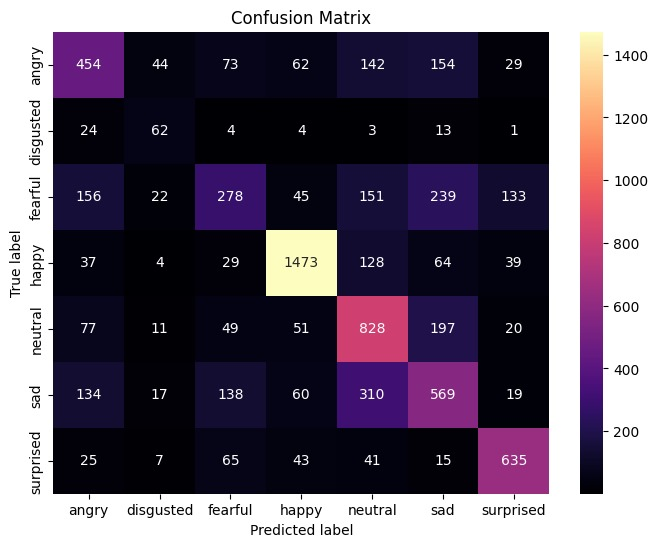 Confusion Matrix
True label
angry 454 44 73 62 142 154 29
disgusted 24 62 4 4 3 13 1
fearful 156 22 278 45 151 239 133
happy 37 4 29 1473 128 64 39
neutral 77 11 49 51 828 197 20
sad 134 17 138 60 310 569 19
surprised 25 7 65 43 41 15 635
angry disgusted fearful happy neutral sad surprised
Predicted label
1400
1200
1000
800
600
400
200